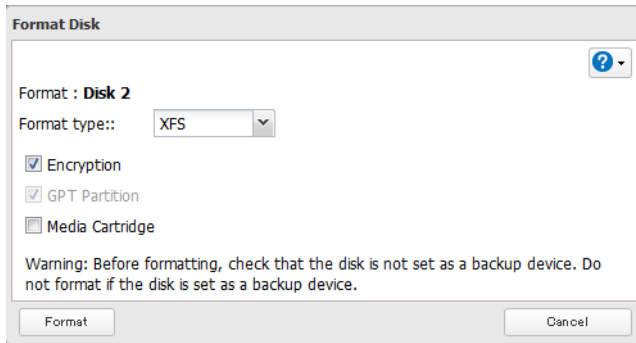 Format Disk
Format : Disk 2
Format type:: XFS
Encryption
GPT Partition
Media Cartridge
Warning: Before formatting, check that the disk is not set as a backup device. Do
not format if the disk is set as a backup device.
Format Cancel